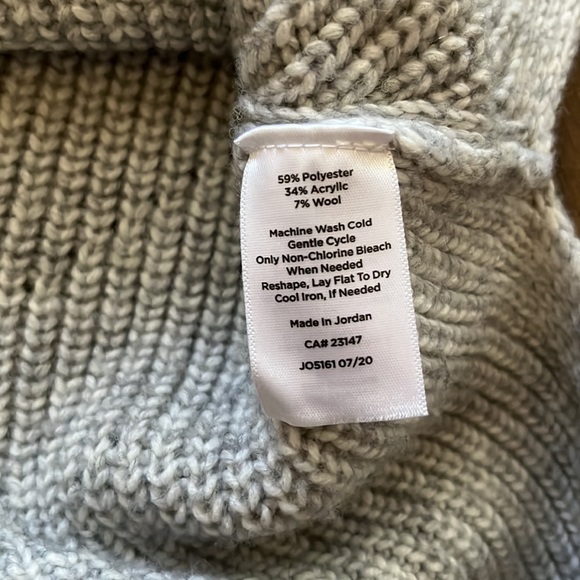 59% Polyester
34% Acrylic
7% Wool
Machine Wash Cold
Gentle Cycle
Only Non-Chlorine Bleach
When Needed
Reshape, Lay Flat To Dry
Cool Iron, If Needed
Made In Jordan
CA# 23147
JO5161 07/20